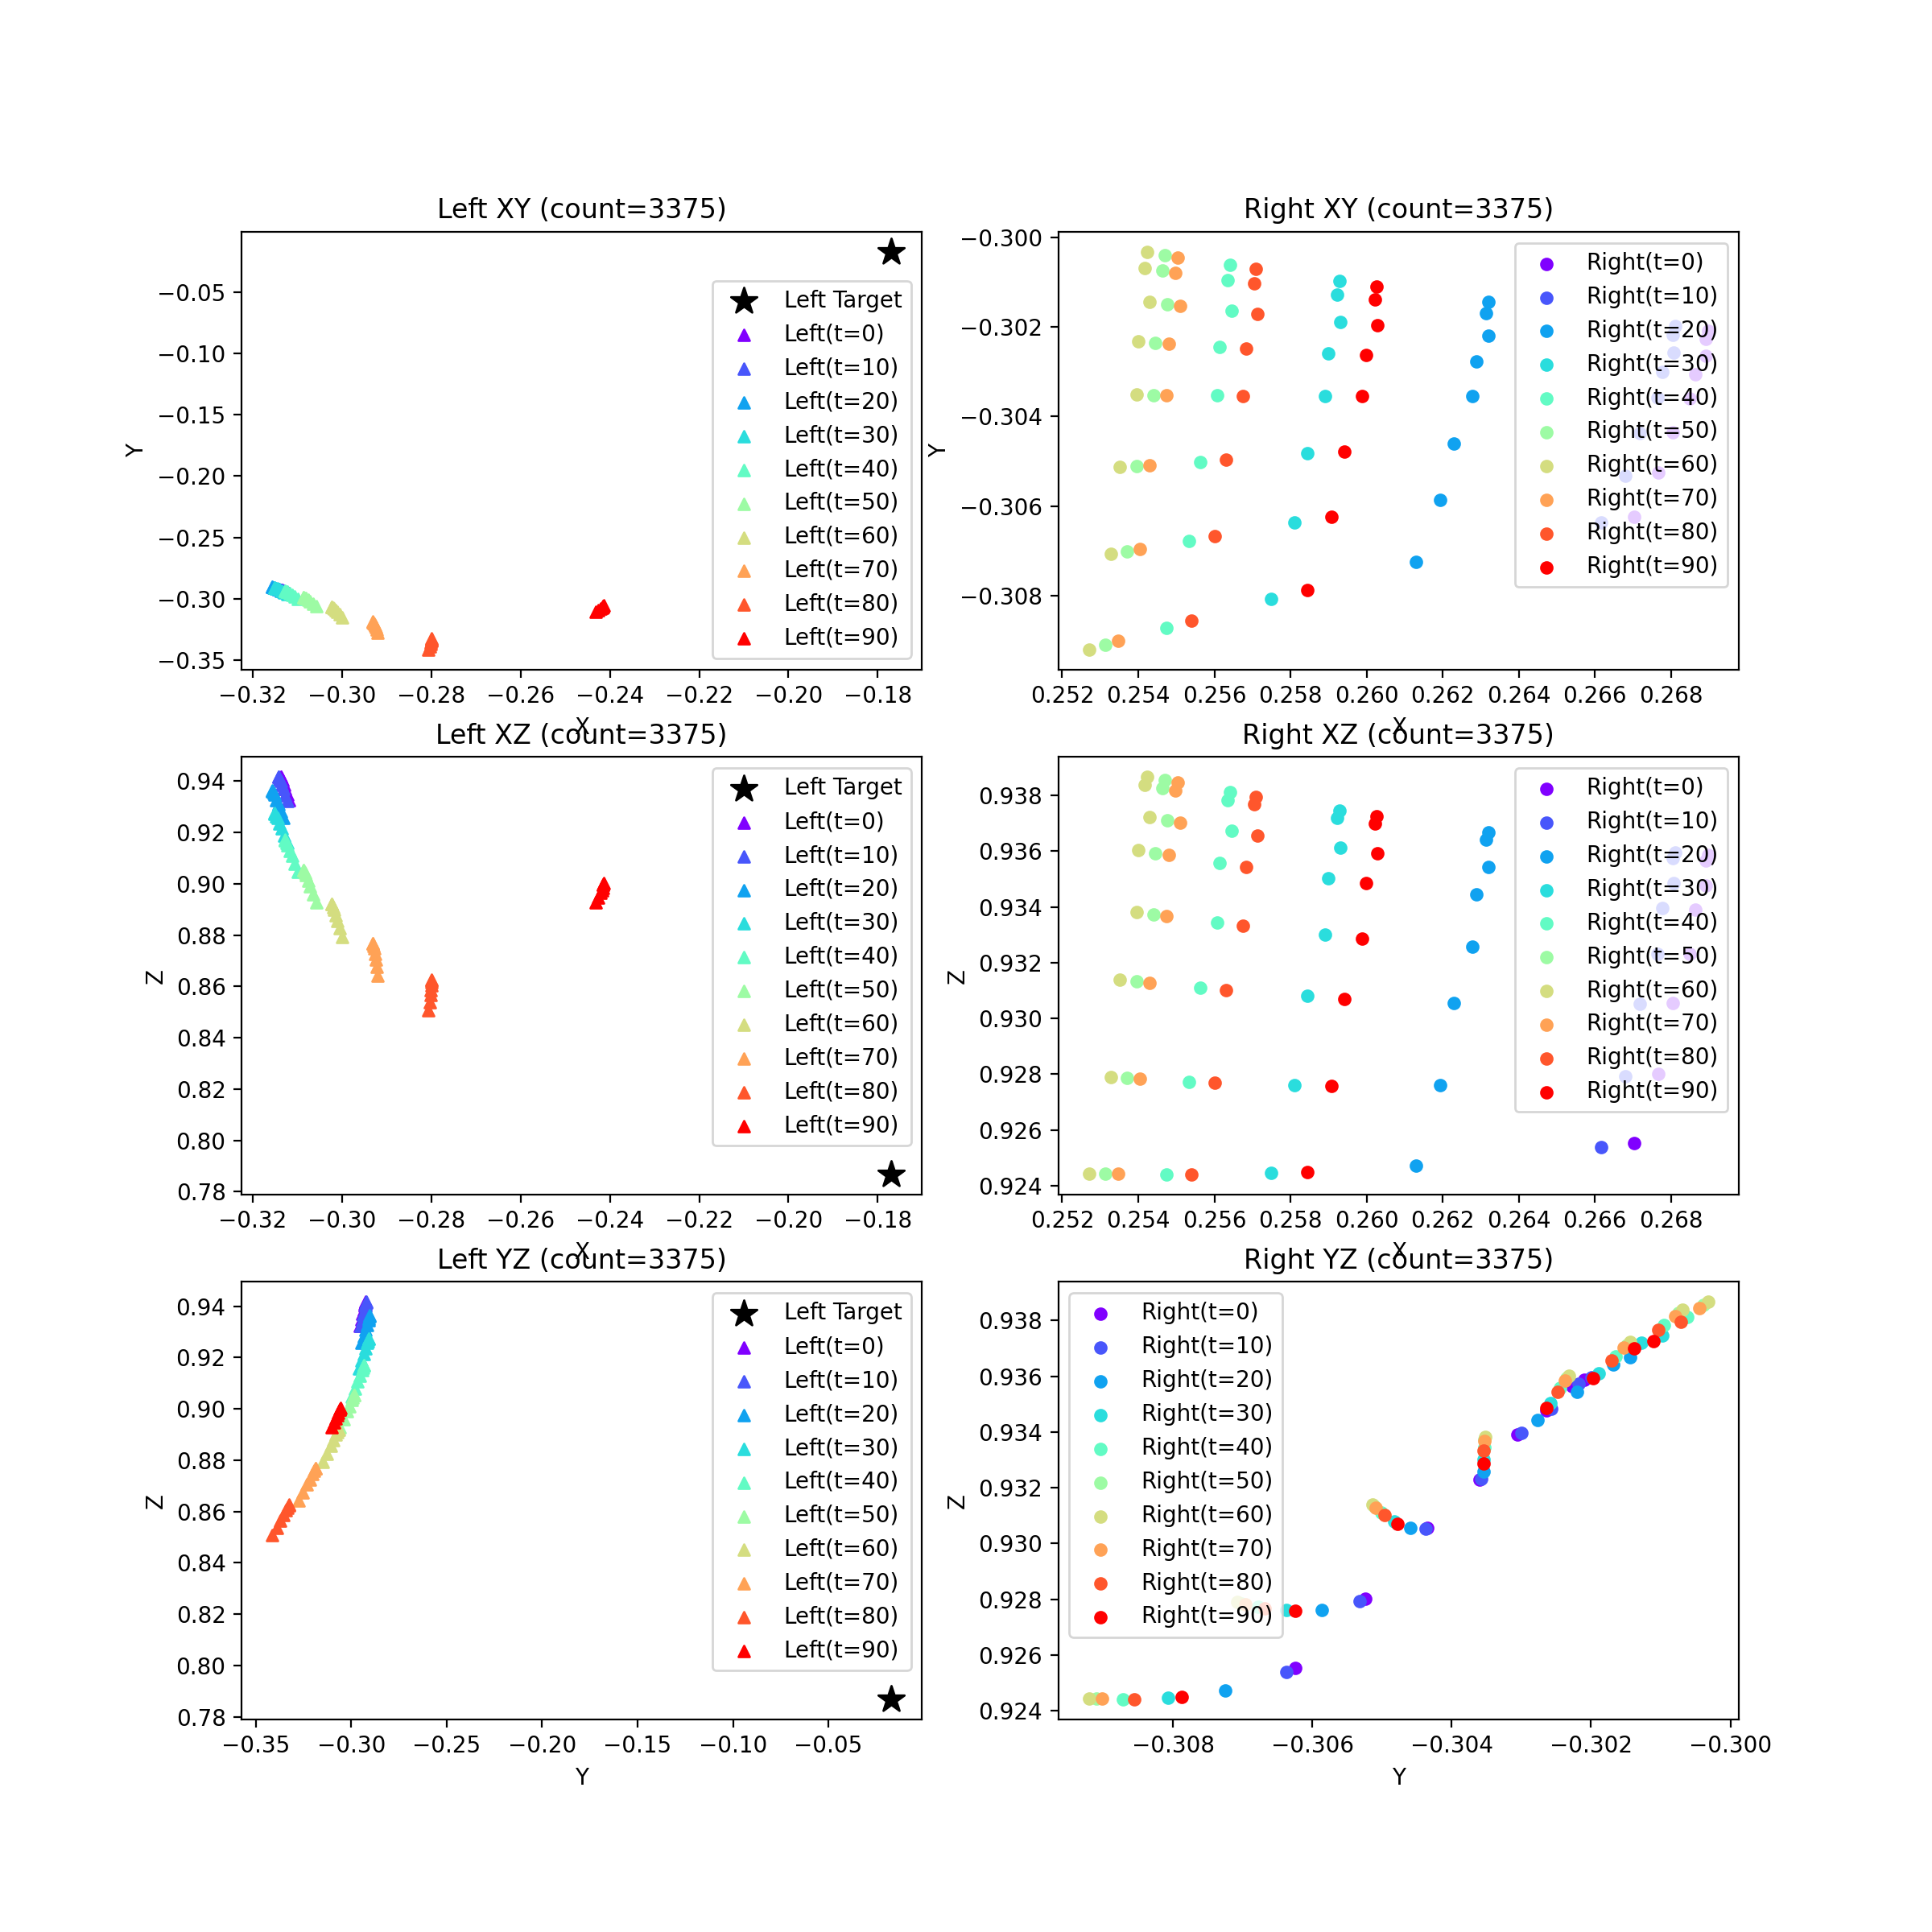 Left XY (count=3375)
Y
−0.05
−0.10
−0.15
−0.20
−0.25
−0.30
−0.35
Left Target
Left(t=0)
Left(t=10)
Left(t=20)
Left(t=30)
Left(t=40)
Left(t=50)
Left(t=60)
Left(t=70)
Left(t=80)
Left(t=90)
−0.32 −0.30 −0.28 −0.26 −0.24 −0.22 −0.20 −0.18
X
Right XY (count=3375)
Y
−0.300
−0.302
−0.304
−0.306
−0.308
Right(t=0)
Right(t=10)
Right(t=20)
Right(t=30)
Right(t=40)
Right(t=50)
Right(t=60)
Right(t=70)
Right(t=80)
Right(t=90)
0.252 0.254 0.256 0.258 0.260 0.262 0.264 0.266 0.268
X
Left XZ (count=3375)
Z
0.94
0.92
0.90
0.88
0.86
0.84
0.82
0.80
0.78
Left Target
Left(t=0)
Left(t=10)
Left(t=20)
Left(t=30)
Left(t=40)
Left(t=50)
Left(t=60)
Left(t=70)
Left(t=80)
Left(t=90)
−0.32 −0.30 −0.28 −0.26 −0.24 −0.22 −0.20 −0.18
X
Right XZ (count=3375)
Z
0.938
0.936
0.934
0.932
0.930
0.928
0.926
0.924
Right(t=0)
Right(t=10)
Right(t=20)
Right(t=30)
Right(t=40)
Right(t=50)
Right(t=60)
Right(t=70)
Right(t=80)
Right(t=90)
0.252 0.254 0.256 0.258 0.260 0.262 0.264 0.266 0.268
X
Left YZ (count=3375)
Z
0.94
0.92
0.90
0.88
0.86
0.84
0.82
0.80
0.78
Left Target
Left(t=0)
Left(t=10)
Left(t=20)
Left(t=30)
Left(t=40)
Left(t=50)
Left(t=60)
Left(t=70)
Left(t=80)
Left(t=90)
−0.35 −0.30 −0.25 −0.20 −0.15 −0.10 −0.05
Y
Right YZ (count=3375)
Z
0.938
0.936
0.934
0.932
0.930
0.928
0.926
0.924
Right(t=0)
Right(t=10)
Right(t=20)
Right(t=30)
Right(t=40)
Right(t=50)
Right(t=60)
Right(t=70)
Right(t=80)
Right(t=90)
−0.308 −0.306 −0.304 −0.302 −0.300
Y